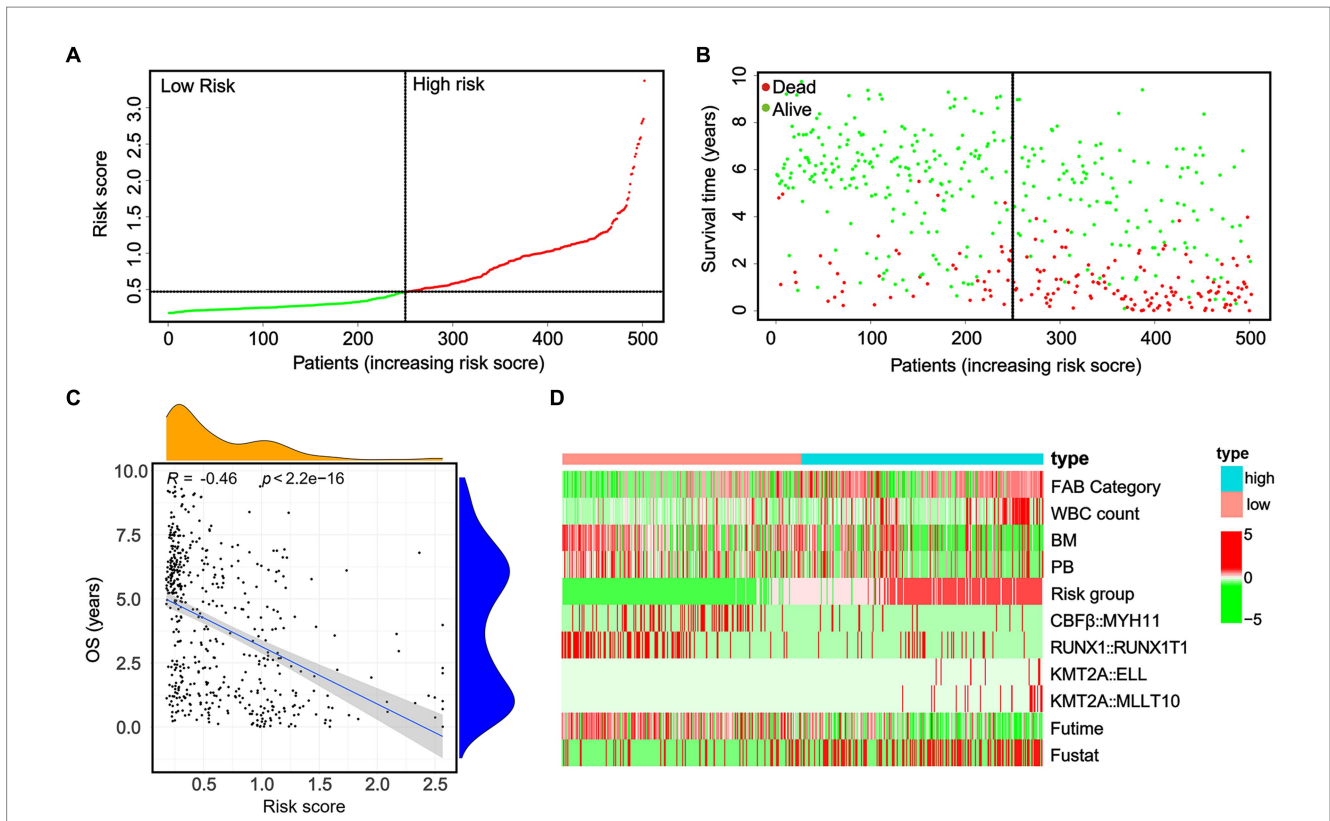 A
Low Risk
High risk
Risk score
0.5 1.0 1.5 2.0 2.5 3.0
0 100 200 300 400 500
Patients (increasing risk socre)
B
Dead
Alive
Survival time (years)
0 2 4 6 8 10
0 100 200 300 400 500
Patients (increasing risk socre)
C
R = -0.46 p < 2.2e-16
OS (years)
10.0
7.5
5.0
2.5
0.0
0.5 1.0 1.5 2.0 2.5
Risk score
D
type
FAB Category
WBC count
BM
PB
Risk group
CBFβ::MYH11
RUNX1::RUNX1T1
KMT2A::ELL
KMT2A::MLLT10
Futime
Fustat
type
high
low
5
0
−5